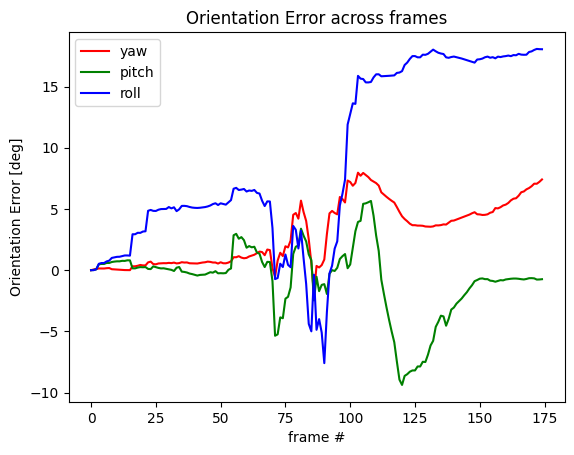 Orientation Error across frames
yaw
pitch
roll
Orientation Error [deg]
15
10
5
0
−5
−10
0 25 50 75 100 125 150 175
frame #